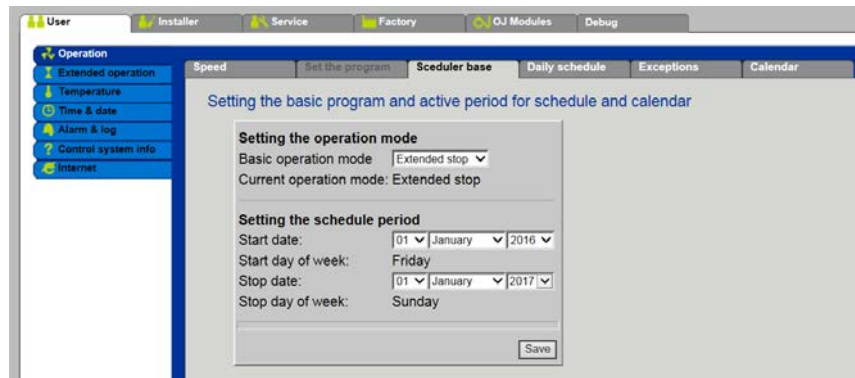 User Installer Service Factory OJ Modules Debug
Operation
Extended operation
Temperature
Time & date
Alarm & log
Control system info
Internet
Speed Set the program Sceduler base Daily schedule Exceptions Calendar
Setting the basic program and active period for schedule and calendar
Setting the operation mode
Basic operation mode Extended stop
Current operation mode: Extended stop
Setting the schedule period
Start date: 01 January 2016
Start day of week: Friday
Stop date: 01 January 2017
Stop day of week: Sunday
Save